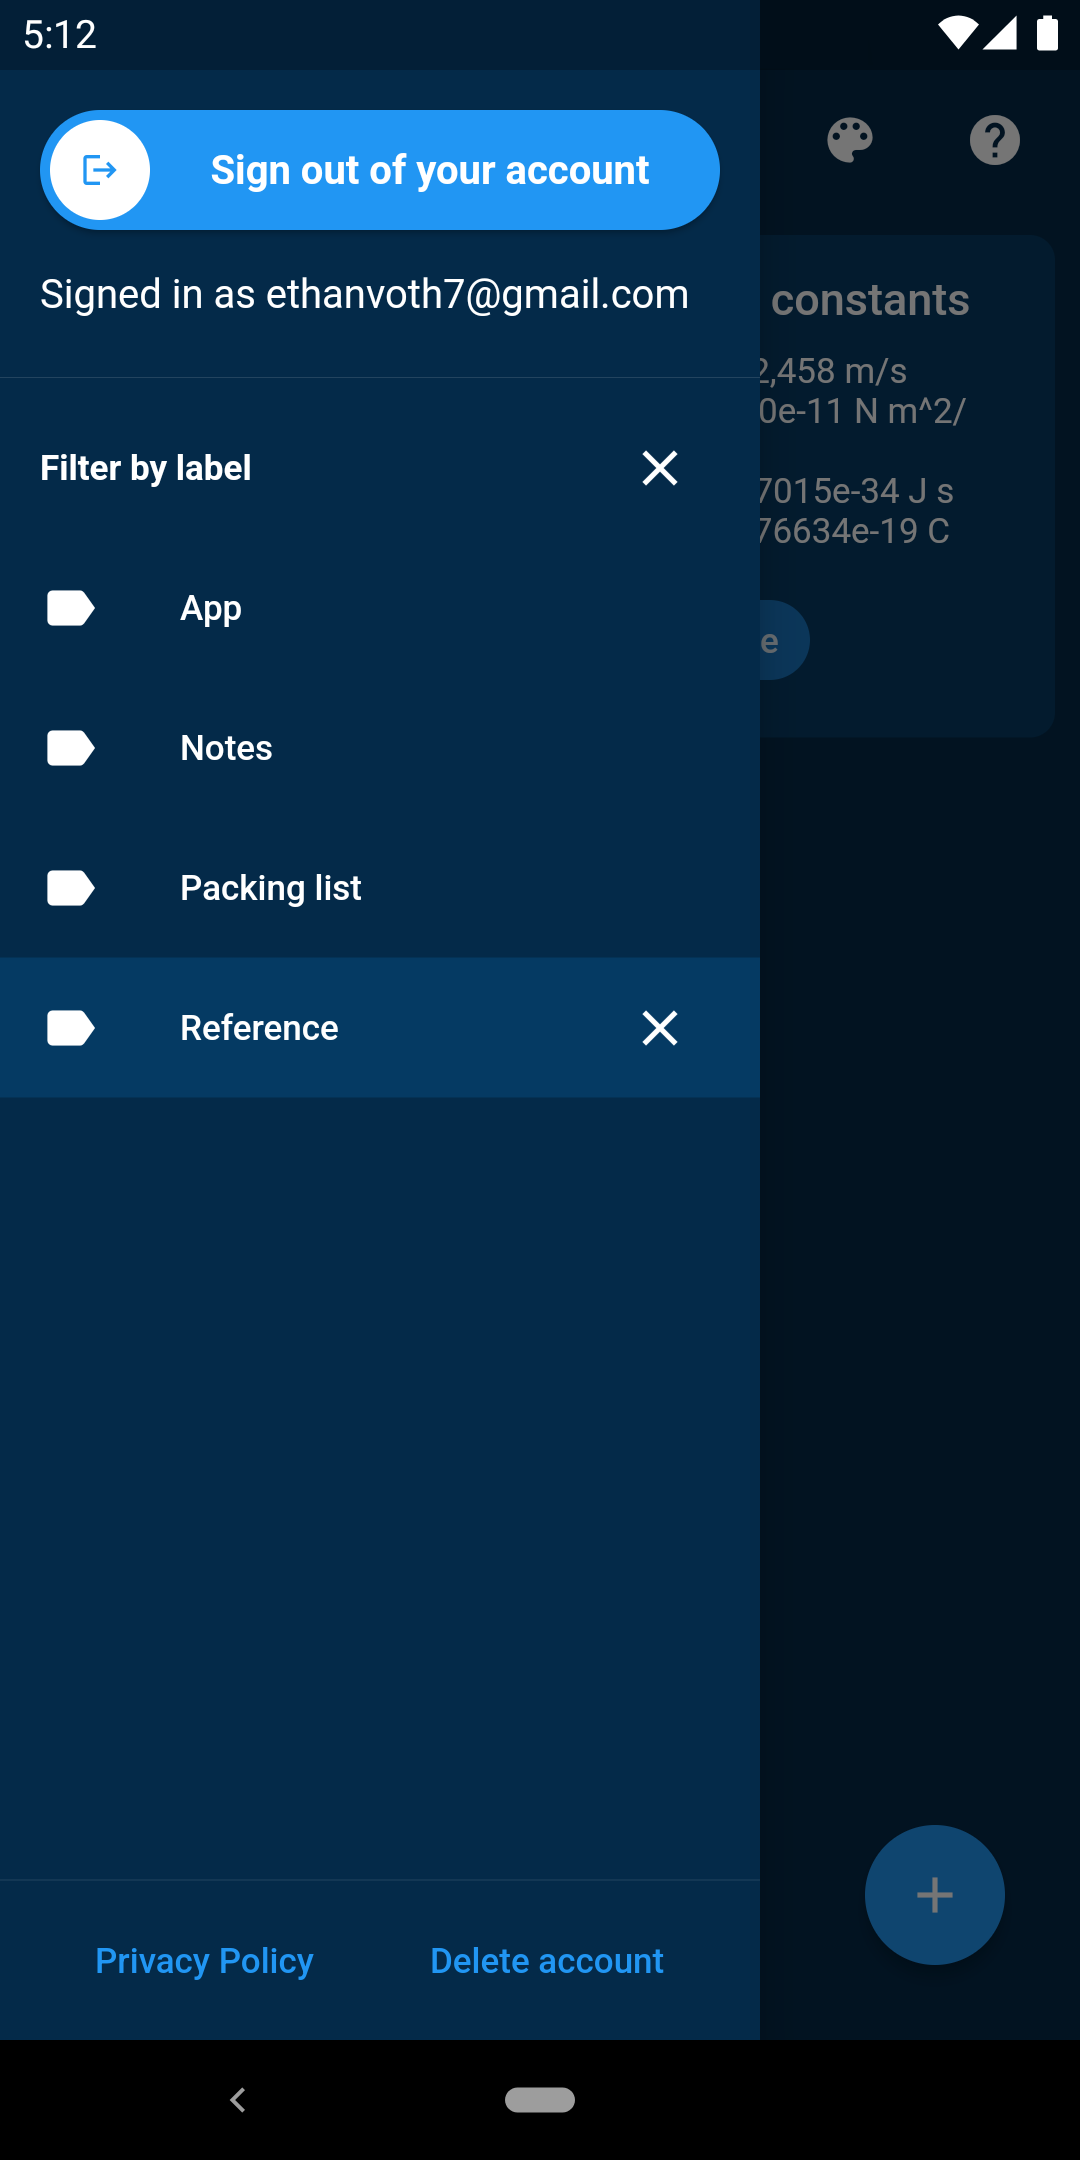 5:12
Sign out of your account
Signed in as ethanvoth7@gmail.com
constants
2,458 m/s
0e-11 N m^2/
7015e-34 J s
76634e-19 C
e
Filter by label
App
Notes
Packing list
Reference
Privacy Policy
Delete account